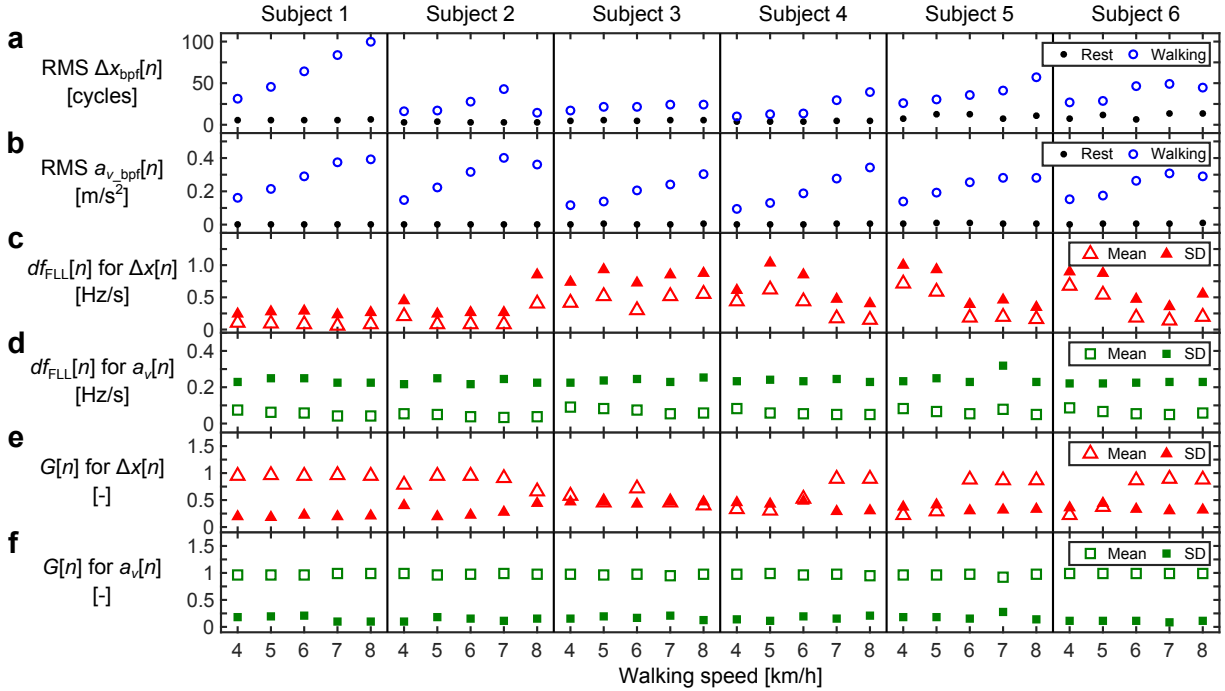 Subject 1 Subject 2 Subject 3 Subject 4 Subject 5 Subject 6
a
RMS Δx_bpf[n]
[cycles]
100
50
0
Rest Walking
b
RMS a_v_bpf[n]
[m/s²]
0.4
0.2
0
Rest Walking
c
df_FLL[n] for Δx[n]
[Hz/s]
1.0
0.5
0
Mean SD
d
df_FLL[n] for a_v[n]
[Hz/s]
0.4
0.2
0
Mean SD
e
G[n] for Δx[n]
[-]
1.5
1
0.5
0
Mean SD
f
G[n] for a_v[n]
[-]
1.5
1
0.5
0
Mean SD
4 5 6 7 8 4 5 6 7 8 4 5 6 7 8 4 5 6 7 8 4 5 6 7 8 4 5 6 7 8
Walking speed [km/h]